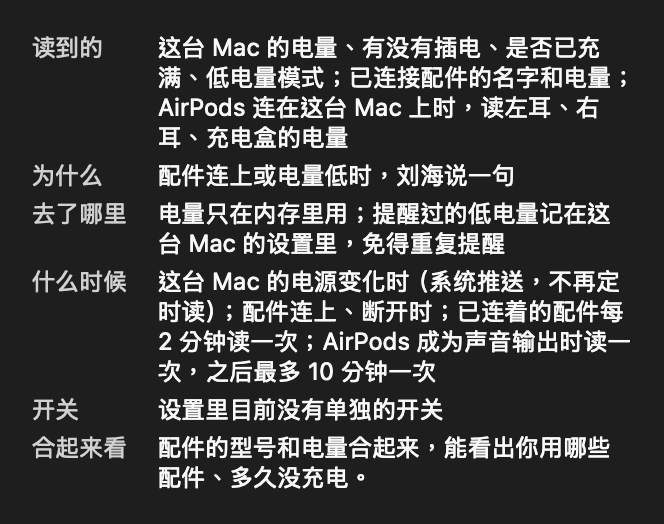 读到的 这台 Mac 的电量、有没有插电、是否已充
满、低电量模式；已连接配件的名字和电量；
AirPods 连在这台 Mac 上时，读左耳、右
耳、充电盒的电量
为什么 配件连上或电量低时，刘海说一句
去了哪里 电量只在内存里用；提醒过的低电量记在这
台 Mac 的设置里，免得重复提醒
什么时候 这台 Mac 的电源变化时（系统推送，不再定
时读）；配件连上、断开时；已连着的配件每
2 分钟读一次；AirPods 成为声音输出时读一
次，之后最多 10 分钟一次
开关 设置里目前没有单独的开关
合起来看 配件的型号和电量合起来，能看出你用哪些
配件、多久没充电。